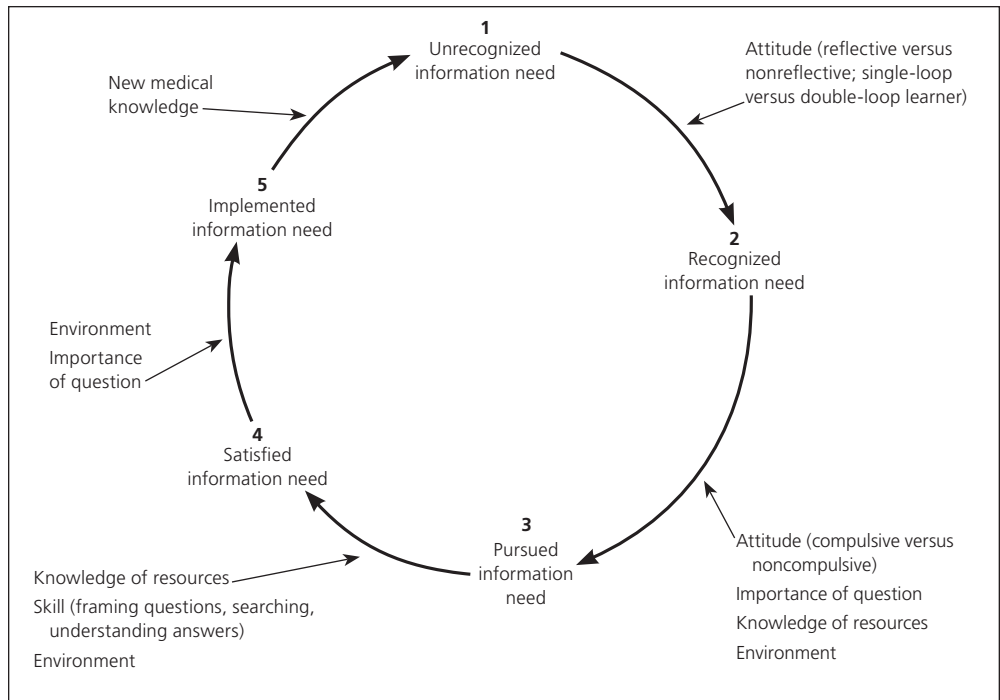 1
Unrecognized
information need
Attitude (reflective versus
nonreflective; single-loop
versus double-loop learner)
2
Recognized
information need
Attitude (compulsive versus
noncompulsive)
Importance of question
Knowledge of resources
Environment
3
Pursued
information
need
Knowledge of resources
Skill (framing questions, searching,
understanding answers)
Environment
4
Satisfied
information need
Environment
Importance
of question
5
Implemented
information need
New medical
knowledge